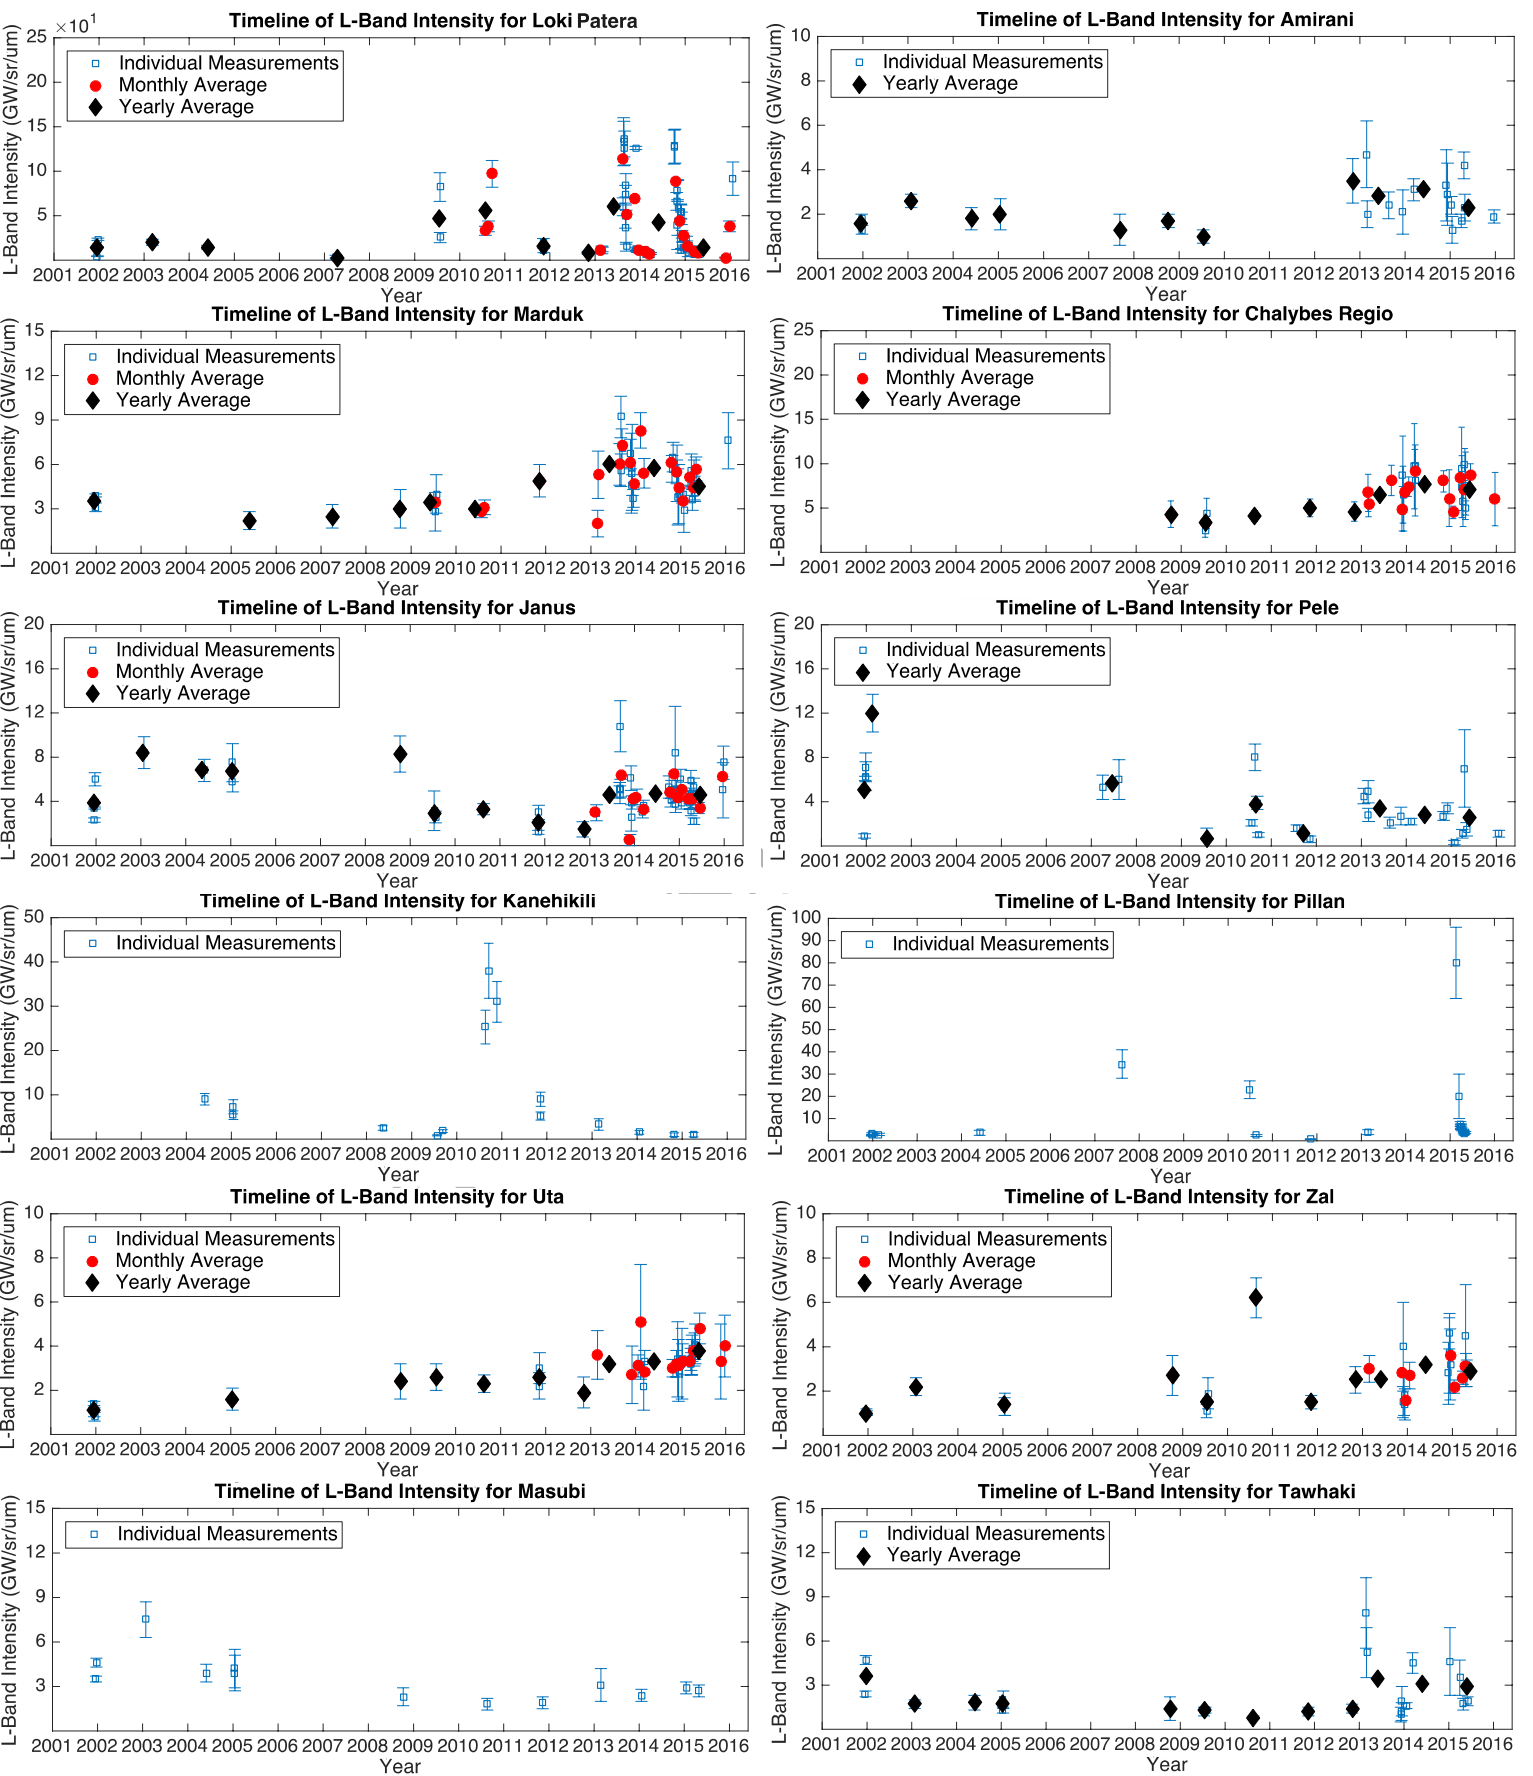 Timeline of L-Band Intensity for Loki Patera
×10¹
L-Band Intensity (GW/sr/um)
25
20
15
10
5
Individual Measurements
Monthly Average
Yearly Average
2001 2002 2003 2004 2005 2006 2007 2008 2009 2010 2011 2012 2013 2014 2015 2016
Year
Timeline of L-Band Intensity for Amirani
L-Band Intensity (GW/sr/um)
10
8
6
4
2
Individual Measurements
Yearly Average
2001 2002 2003 2004 2005 2006 2007 2008 2009 2010 2011 2012 2013 2014 2015 2016
Year
Timeline of L-Band Intensity for Marduk
L-Band Intensity (GW/sr/um)
15
12
9
6
3
Individual Measurements
Monthly Average
Yearly Average
2001 2002 2003 2004 2005 2006 2007 2008 2009 2010 2011 2012 2013 2014 2015 2016
Year
Timeline of L-Band Intensity for Chalybes Regio
L-Band Intensity (GW/sr/um)
25
20
15
10
5
Individual Measurements
Monthly Average
Yearly Average
2001 2002 2003 2004 2005 2006 2007 2008 2009 2010 2011 2012 2013 2014 2015 2016
Year
Timeline of L-Band Intensity for Janus
L-Band Intensity (GW/sr/um)
20
16
12
8
4
Individual Measurements
Monthly Average
Yearly Average
2001 2002 2003 2004 2005 2006 2007 2008 2009 2010 2011 2012 2013 2014 2015 2016
Year
Timeline of L-Band Intensity for Pele
L-Band Intensity (GW/sr/um)
20
16
12
8
4
Individual Measurements
Yearly Average
2001 2002 2003 2004 2005 2006 2007 2008 2009 2010 2011 2012 2013 2014 2015 2016
Year
Timeline of L-Band Intensity for Kanehikili
L-Band Intensity (GW/sr/um)
50
40
30
20
10
Individual Measurements
2001 2002 2003 2004 2005 2006 2007 2008 2009 2010 2011 2012 2013 2014 2015 2016
Year
Timeline of L-Band Intensity for Pillan
L-Band Intensity (GW/sr/um)
100
90
80
70
60
50
40
30
20
10
Individual Measurements
2001 2002 2003 2004 2005 2006 2007 2008 2009 2010 2011 2012 2013 2014 2015 2016
Year
Timeline of L-Band Intensity for Uta
L-Band Intensity (GW/sr/um)
10
8
6
4
2
Individual Measurements
Monthly Average
Yearly Average
2001 2002 2003 2004 2005 2006 2007 2008 2009 2010 2011 2012 2013 2014 2015 2016
Year
Timeline of L-Band Intensity for Zal
L-Band Intensity (GW/sr/um)
10
8
6
4
2
Individual Measurements
Monthly Average
Yearly Average
2001 2002 2003 2004 2005 2006 2007 2008 2009 2010 2011 2012 2013 2014 2015 2016
Year
Timeline of L-Band Intensity for Masubi
L-Band Intensity (GW/sr/um)
15
12
9
6
3
Individual Measurements
2001 2002 2003 2004 2005 2006 2007 2008 2009 2010 2011 2012 2013 2014 2015 2016
Year
Timeline of L-Band Intensity for Tawhaki
L-Band Intensity (GW/sr/um)
15
12
9
6
3
Individual Measurements
Yearly Average
2001 2002 2003 2004 2005 2006 2007 2008 2009 2010 2011 2012 2013 2014 2015 2016
Year